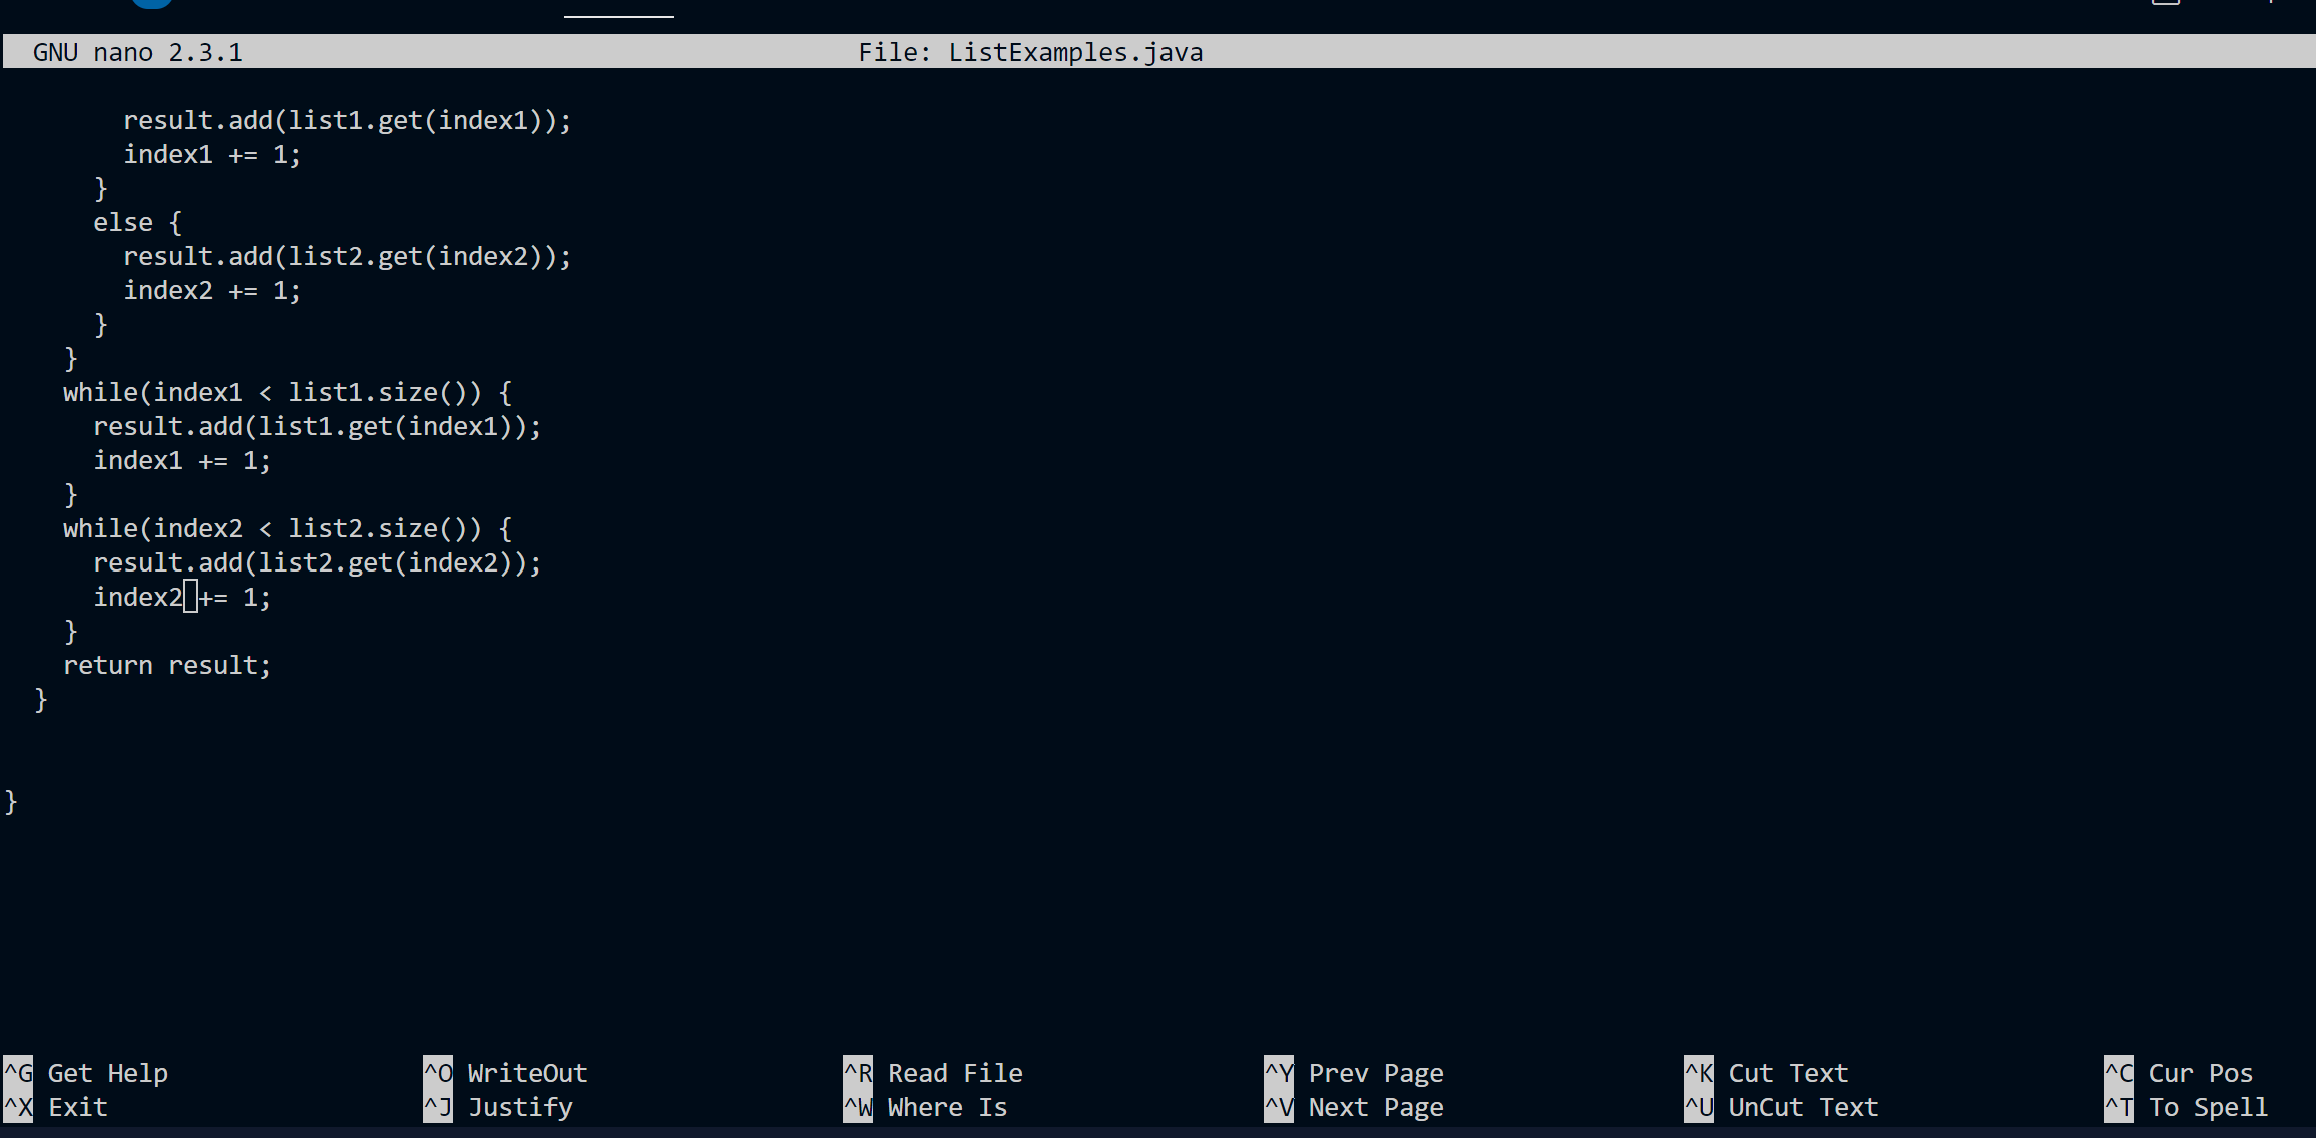 GNU nano 2.3.1 File: ListExamples.java
result.add(list1.get(index1));
index1 += 1;
}
else {
result.add(list2.get(index2));
index2 += 1;
}
}
while(index1 < list1.size()) {
result.add(list1.get(index1));
index1 += 1;
}
while(index2 < list2.size()) {
result.add(list2.get(index2));
index2 += 1;
}
return result;
}
}
^G Get Help ^O WriteOut ^R Read File ^Y Prev Page ^K Cut Text ^C Cur Pos
^X Exit ^J Justify ^W Where Is ^V Next Page ^U UnCut Text ^T To Spell